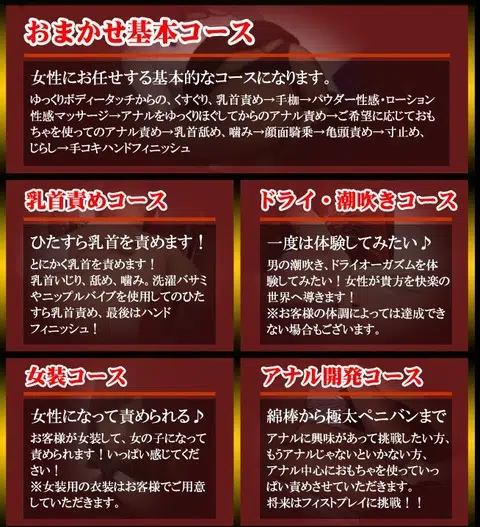 おまかせ基本コース
女性にお任せする基本的なコースになります。
ゆっくりボディータッチからの、くすぐり、乳首責め→手枷→パウダー性感・ローション
性感マッサージ→アナルをゆっくりほぐしてからのアナル責め→ご希望に応じておも
ちゃを使ってのアナル責め→乳首舐め、噛み→顔面騎乗→亀頭責め→寸止め、
じらし→手コキハンドフィニッシュ
乳首責めコース
ひたすら乳首を責めます!
とにかく乳首を責めます!
乳首いじり、舐め、噛み。洗濯バサミ
やニップルバイブを使用してのひた
すら乳首責め、最後はハンド
フィニッシュ!
ドライ・潮吹きコース
一度は体験してみたい♪
男の潮吹き、ドライオーガズムを体
験してみたい!女性が貴方を快楽の
世界へ導きます!
※お客様の体調によっては達成でき
ない場合もございます。
女装コース
女性になって責められる♪
お客様が女装して、女の子になって
責められます!いっぱい感じてくだ
さい!
※女装用の衣装はお客様でご用意
していただきます。
アナル開発コース
綿棒から極太ペニバンまで
アナルに興味があって挑戦したい方、
もうアナルじゃないといかない方、
アナル中心におもちゃを使っていっ
ぱい責めさせていただきます。
将来はフィストプレイに挑戦!!